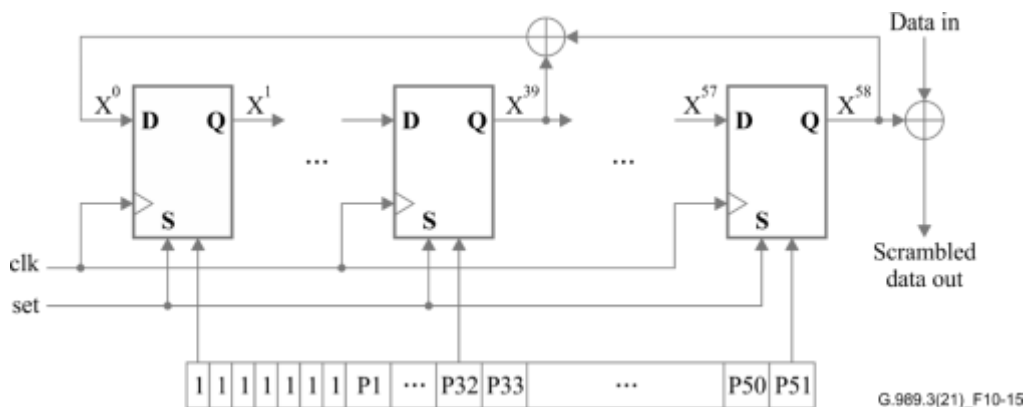 Data in
X^0 D Q X^1 D Q X^39 X^57 D Q X^58
... ...
S S S
clk
Scrambled
data out
set
1 1 1 1 1 1 1 P1 ... P32 P33 ... P50 P51
G.989.3(21)_F10-15